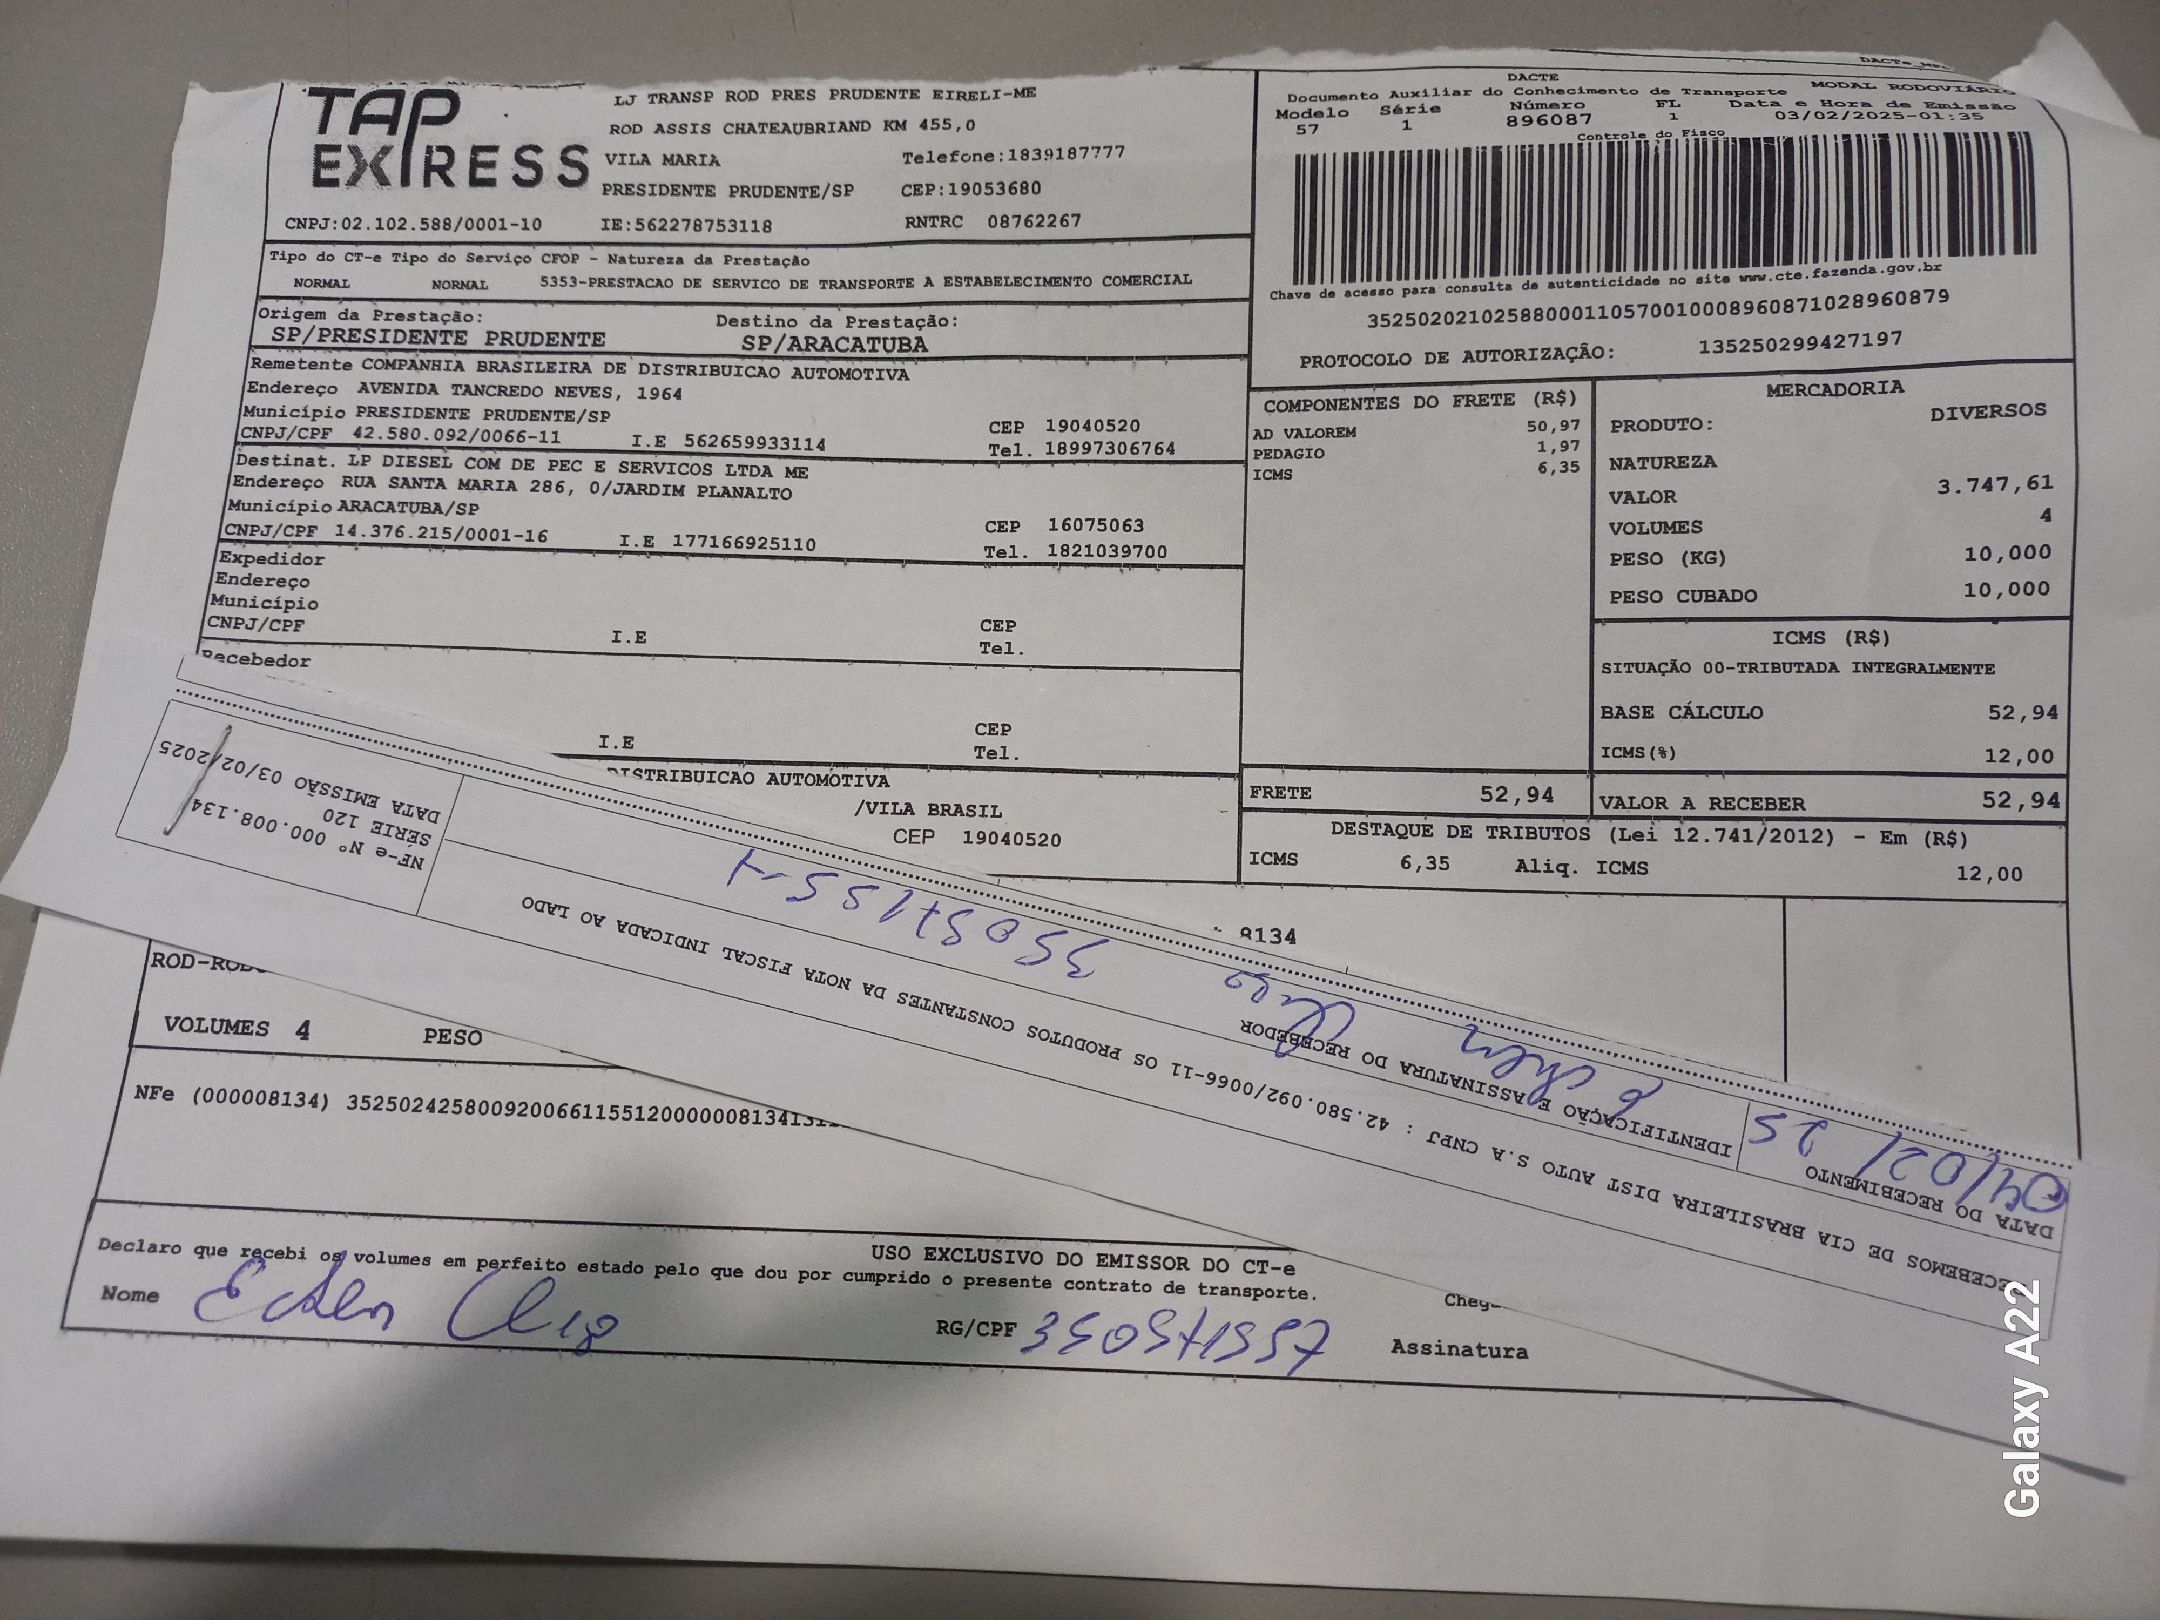 TAP EXPRESS
LJ TRANSP ROD PRES PRUDENTE EIRELI-ME
ROD ASSIS CHATEAUBRIAND KM 455,0
VILA MARIA Telefone:1839187777
PRESIDENTE PRUDENTE/SP CEP:19053680
CNPJ:02.102.588/0001-10 IE:562278753118 RNTRC 08762267
DACTE
Documento Auxiliar do Conhecimento de Transporte MODAL RODOVIÁRIO
Modelo Série Número FL Data e Hora de Emissão
57 1 896087 1 03/02/2025-01:35
Controle do Fisco
Chave de acesso para consulta de autenticidade no site www.cte.fazenda.gov.br
35250202102588000110570010008960871028960879
PROTOCOLO DE AUTORIZAÇÃO: 135250299427197
Tipo do CT-e Tipo do Serviço CFOP - Natureza da Prestação
NORMAL NORMAL 5353-PRESTACAO DE SERVICO DE TRANSPORTE A ESTABELECIMENTO COMERCIAL
Origem da Prestação: Destino da Prestação:
SP/PRESIDENTE PRUDENTE SP/ARACATUBA
Remetente COMPANHIA BRASILEIRA DE DISTRIBUICAO AUTOMOTIVA
Endereço AVENIDA TANCREDO NEVES, 1964
Município PRESIDENTE PRUDENTE/SP CEP 19040520
CNPJ/CPF 42.580.092/0066-11 I.E 562659933114 Tel. 18997306764
Destinat. LP DIESEL COM DE PEC E SERVICOS LTDA ME
Endereço RUA SANTA MARIA 286, 0/JARDIM PLANALTO
Município ARACATUBA/SP CEP 16075063
CNPJ/CPF 14.376.215/0001-16 I.E 177166925110 Tel. 1821039700
Expedidor
Endereço
Município CEP
CNPJ/CPF I.E Tel.
Recebedor
CEP
I.E Tel.
DISTRIBUICAO AUTOMOTIVA
/VILA BRASIL
CEP 19040520
COMPONENTES DO FRETE (R$)
AD VALOREM 50,97
PEDAGIO 1,97
ICMS 6,35
MERCADORIA
PRODUTO: DIVERSOS
NATUREZA
VALOR 3.747,61
VOLUMES 4
PESO (KG) 10,000
PESO CUBADO 10,000
ICMS (R$)
SITUAÇÃO 00-TRIBUTADA INTEGRALMENTE
BASE CÁLCULO 52,94
ICMS(%) 12,00
FRETE 52,94 VALOR A RECEBER 52,94
DESTAQUE DE TRIBUTOS (Lei 12.741/2012) - Em (R$)
ICMS 6,35 Aliq. ICMS 12,00
8134
RECEBEMOS DE CIA BRASILEIRA DIST AUTO S.A CNPJ : 42.580.092/0066-11 OS PRODUTOS CONSTANTES DA NOTA FISCAL INDICADA AO LADO
DATA DO RECEBIMENTO IDENTIFICAÇÃO E ASSINATURA DO RECEBEDOR
04/02/25
NF-e Nº 000.008.134
SÉRIE 120
DATA EMISSÃO 03/02/2025
VOLUMES 4 PESO
NFe (000008134)
USO EXCLUSIVO DO EMISSOR DO CT-e
Declaro que recebi os volumes em perfeito estado pelo que dou por cumprido o presente contrato de transporte.
Nome RG/CPF Assinatura
Galaxy A22